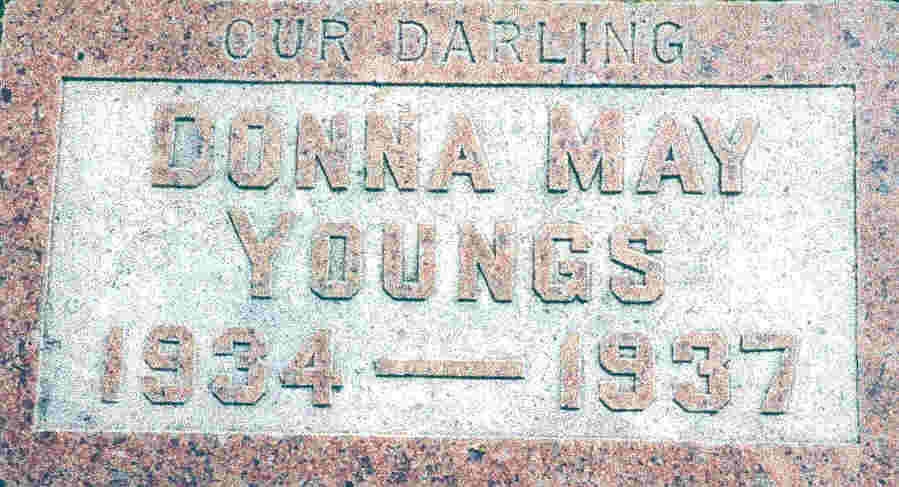 OUR DARLING
DONNA MAY
YOUNGS
1934 — 1937